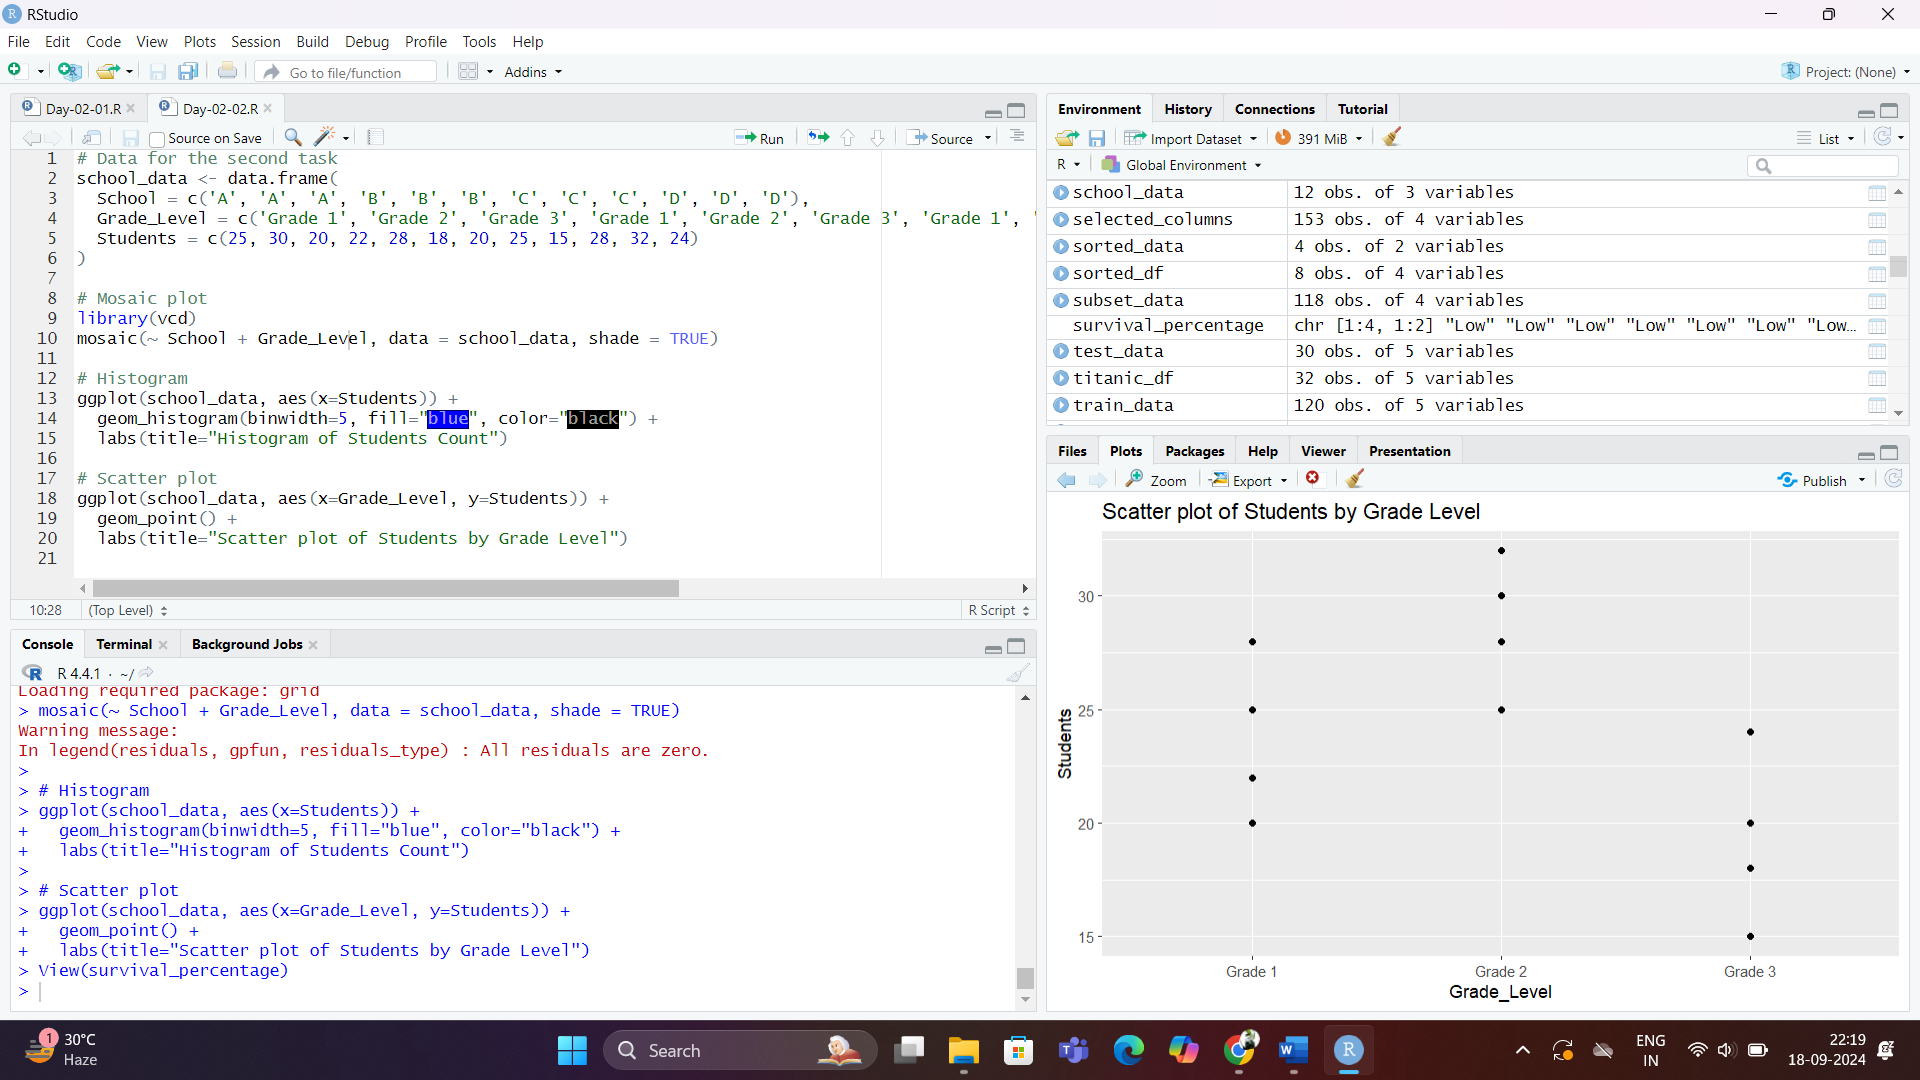 RStudio
File Edit Code View Plots Session Build Debug Profile Tools Help
Go to file/function Addins Project: (None)
Day-02-01.R Day-02-02.R
Source on Save Run Source
1 # Data for the second task
2 school_data <- data.frame(
3 School = c('A', 'A', 'A', 'B', 'B', 'B', 'C', 'C', 'C', 'D', 'D', 'D'),
4 Grade_Level = c('Grade 1', 'Grade 2', 'Grade 3', 'Grade 1', 'Grade 2', 'Grade 3', 'Grade 1', '
5 Students = c(25, 30, 20, 22, 28, 18, 20, 25, 15, 28, 32, 24)
6 )
7
8 # Mosaic plot
9 library(vcd)
10 mosaic(~ School + Grade_Level, data = school_data, shade = TRUE)
11
12 # Histogram
13 ggplot(school_data, aes(x=Students)) +
14 geom_histogram(binwidth=5, fill="blue", color="black") +
15 labs(title="Histogram of Students Count")
16
17 # Scatter plot
18 ggplot(school_data, aes(x=Grade_Level, y=Students)) +
19 geom_point() +
20 labs(title="Scatter plot of Students by Grade Level")
21
10:28 (Top Level) R Script
Console Terminal Background Jobs
R 4.4.1 · ~/
Loading required package: grid
> mosaic(~ School + Grade_Level, data = school_data, shade = TRUE)
Warning message:
In legend(residuals, gpfun, residuals_type) : All residuals are zero.
>
> # Histogram
> ggplot(school_data, aes(x=Students)) +
+ geom_histogram(binwidth=5, fill="blue", color="black") +
+ labs(title="Histogram of Students Count")
>
> # Scatter plot
> ggplot(school_data, aes(x=Grade_Level, y=Students)) +
+ geom_point() +
+ labs(title="Scatter plot of Students by Grade Level")
> View(survival_percentage)
>
Environment History Connections Tutorial
Import Dataset 391 MiB List
R Global Environment
school_data 12 obs. of 3 variables
selected_columns 153 obs. of 4 variables
sorted_data 4 obs. of 2 variables
sorted_df 8 obs. of 4 variables
subset_data 118 obs. of 4 variables
survival_percentage chr [1:4, 1:2] "Low" "Low" "Low" "Low" "Low" "Low" "Low…
test_data 30 obs. of 5 variables
titanic_df 32 obs. of 5 variables
train_data 120 obs. of 5 variables
Files Plots Packages Help Viewer Presentation
Zoom Export Publish
Scatter plot of Students by Grade Level
30
25
20
15
Students
Grade 1 Grade 2 Grade 3
Grade_Level
1 30°C
Haze
Search
ENG
IN
22:19
18-09-2024